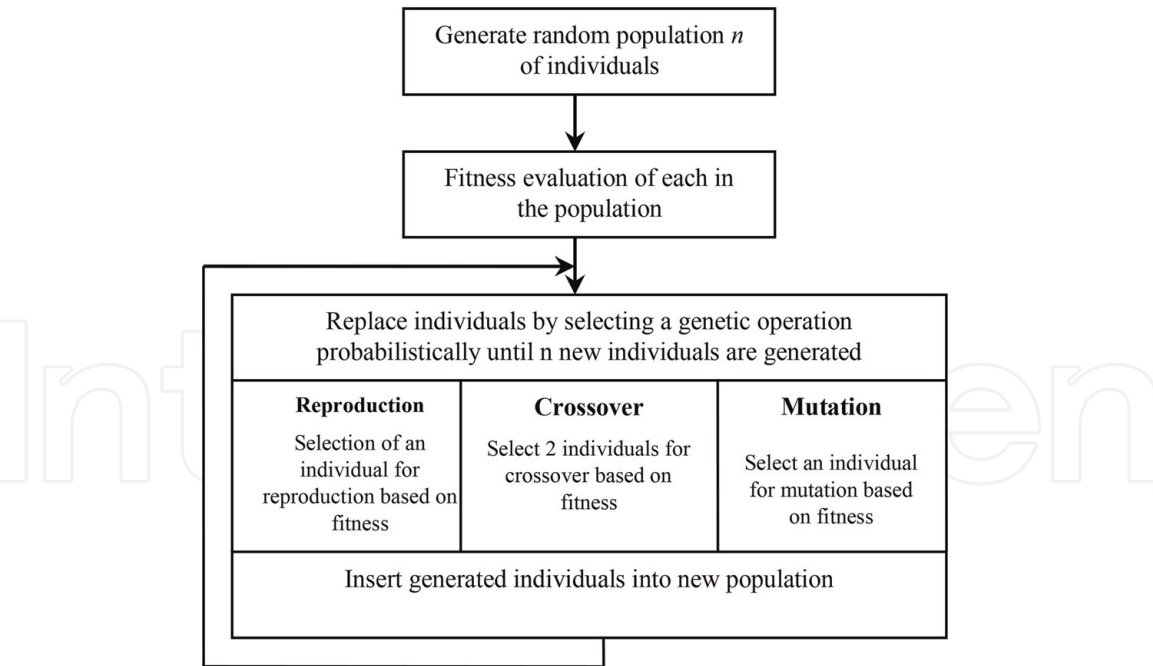 Generate random population n
of individuals
Fitness evaluation of each in
the population
Replace individuals by selecting a genetic operation
probabilistically until n new individuals are generated
Reproduction
Selection of an
individual for
reproduction based on
fitness
Crossover
Select 2 individuals for
crossover based on
fitness
Mutation
Select an individual
for mutation based
on fitness
Insert generated individuals into new population